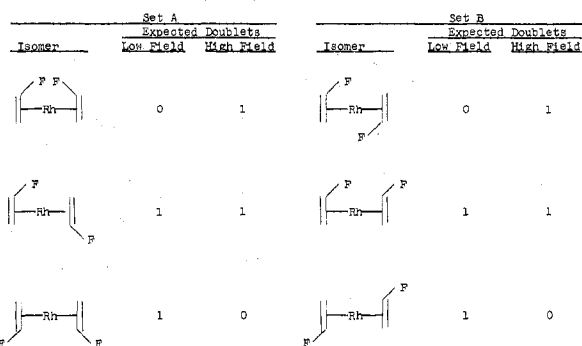 Set A Set B
Expected Doublets Expected Doublets
Isomer Low Field High Field Isomer Low Field High Field
F F F
Rh 0 1 Rh 0 1
F
F F F
Rh 1 1 Rh 1 1
F
F
Rh 1 0 Rh 1 0
F F F